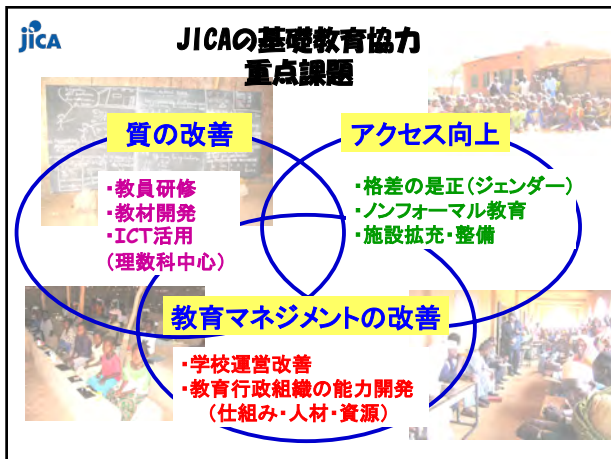 JICA
JICAの基礎教育協力
重点課題
質の改善
・教員研修
・教材開発
・ICT活用
(理数科中心)
アクセス向上
・格差の是正(ジェンダー)
・ノンフォーマル教育
・施設拡充・整備
教育マネジメントの改善
・学校運営改善
・教育行政組織の能力開発
(仕組み・人材・資源)